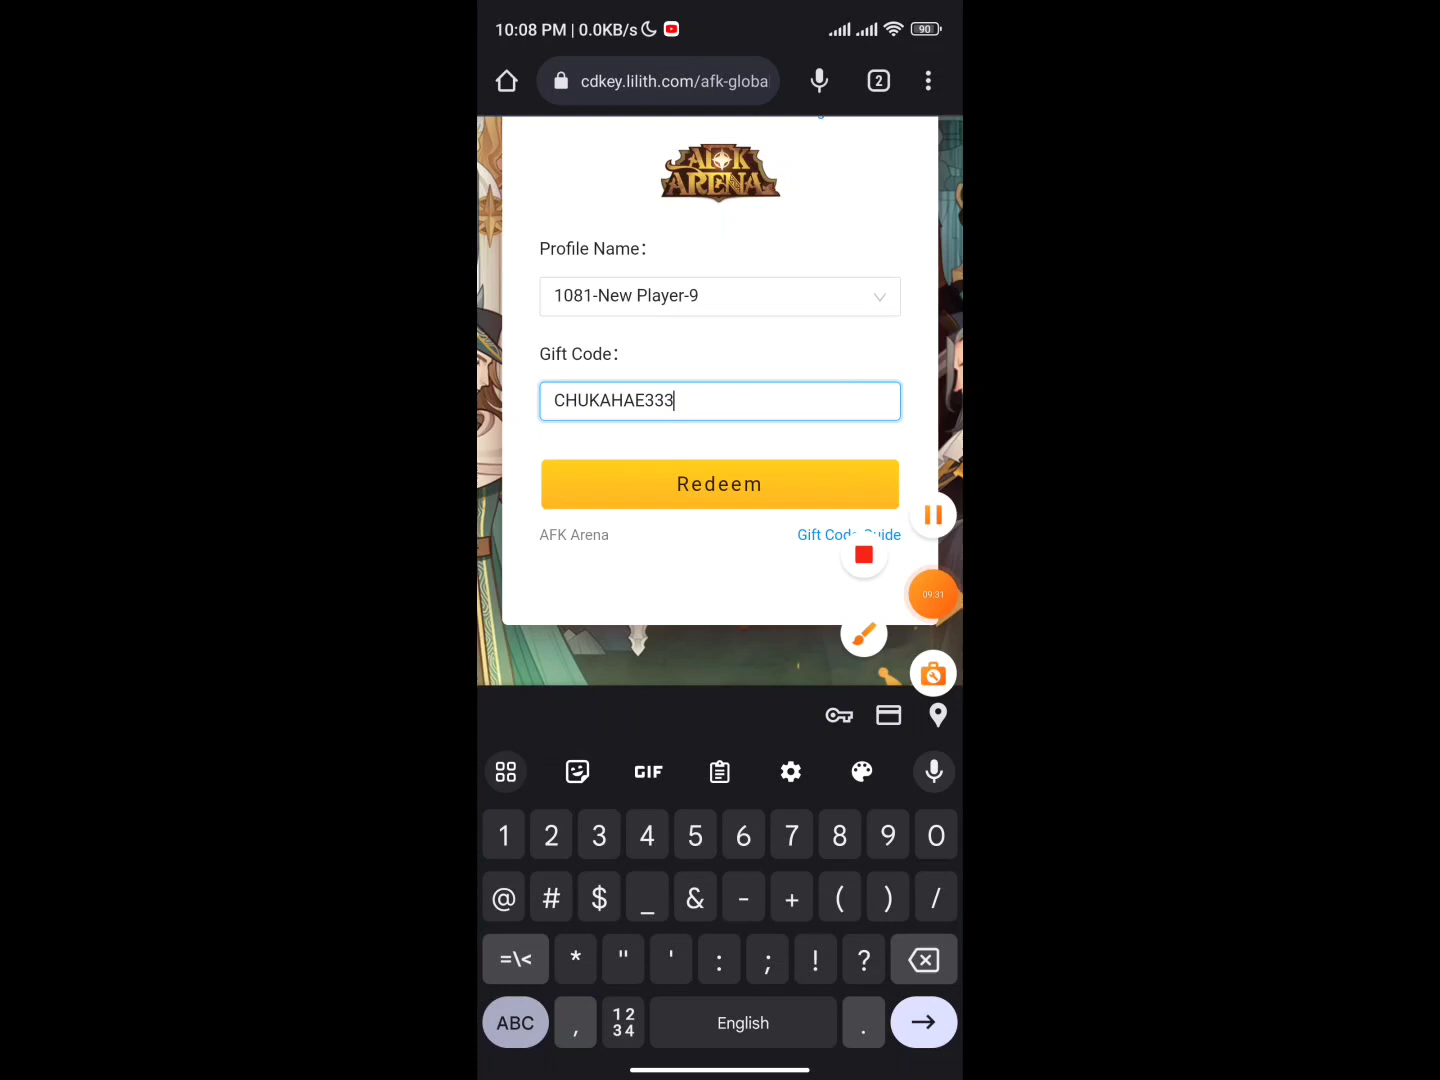 10:08 PM | 0.0KB/s
90
cdkey.lilith.com/afk-globa
2
AFK
ARENA
Profile Name:
1081-New Player-9
Gift Code:
CHUKAHAE333
Redeem
AFK Arena
Gift Code Guide
09:31
GIF
1 2 3 4 5 6 7 8 9 0
@ # $ _ & - + ( ) /
=\< * " ' : ; ! ?
ABC , 12 34 English .